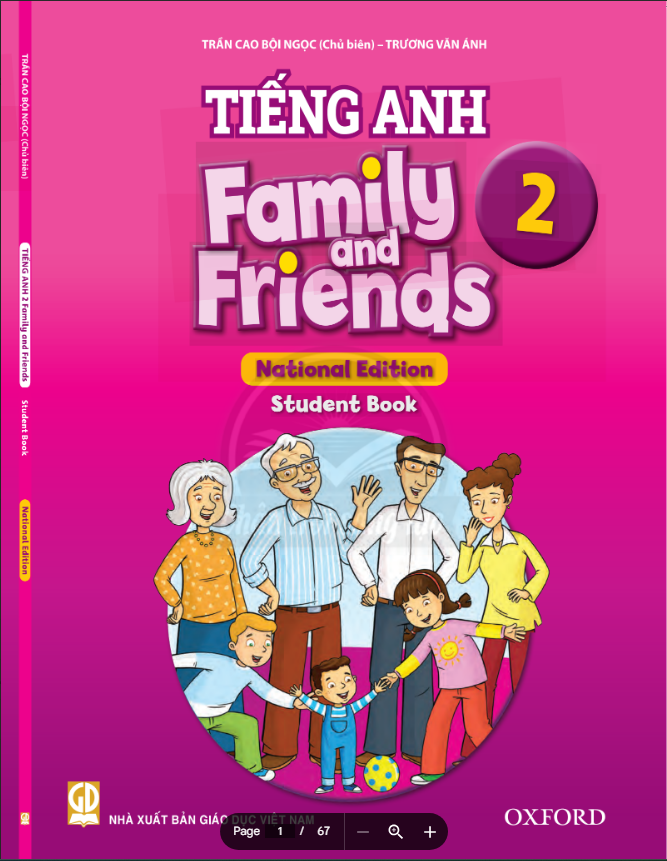 TRẦN CAO BỘI NGỌC (Chủ biên) – TRƯƠNG VĂN ÁNH
TIẾNG ANH
Family
and
Friends
2
National Edition
Student Book
TRẦN CAO BỘI NGỌC (Chủ biên)
TIẾNG ANH 2 Family and Friends
Student Book
National Edition
GD
NHÀ XUẤT BẢN GIÁO DỤC VIỆT NAM
OXFORD
Page 1 / 67